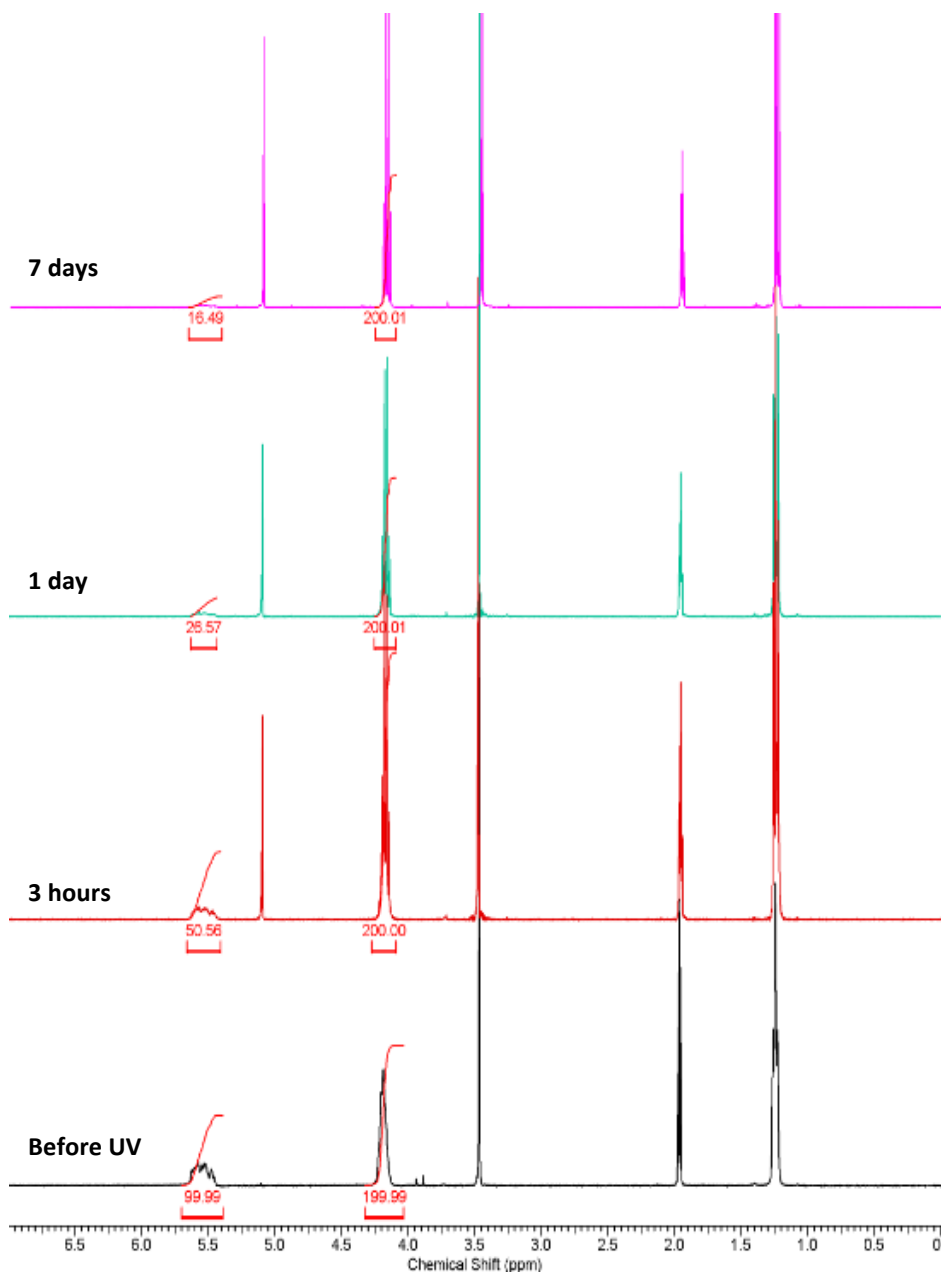 7 days
16.49 200.01
1 day
26.57 200.01
3 hours
50.56 200.00
Before UV
99.99 199.99
6.5 6.0 5.5 5.0 4.5 4.0 3.5 3.0 2.5 2.0 1.5 1.0 0.5 0
Chemical Shift (ppm)